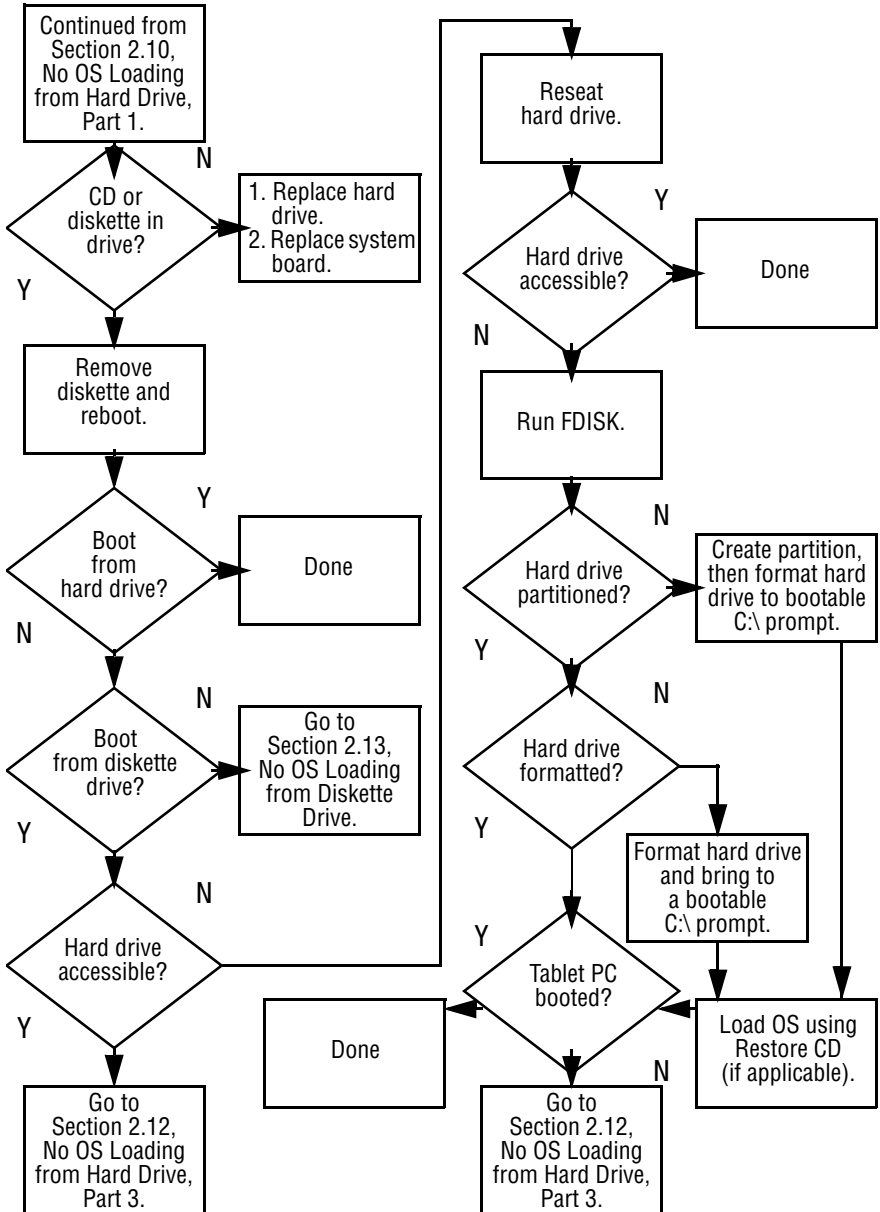 Continued from
Section 2.10,
No OS Loading
from Hard Drive,
Part 1.
N
CD or
diskette in
drive?
1. Replace hard
drive.
2. Replace system
board.
Y
Remove
diskette and
reboot.
Y
Boot
from
hard drive?
Done
N
N
Boot
from diskette
drive?
Go to
Section 2.13,
No OS Loading
from Diskette
Drive.
Y
N
Hard drive
accessible?
Y
Go to
Section 2.12,
No OS Loading
from Hard Drive,
Part 3.
Reseat
hard drive.
Y
Hard drive
accessible?
Done
N
Run FDISK.
N
Hard drive
partitioned?
Create partition,
then format hard
drive to bootable
C:\ prompt.
Y
N
Hard drive
formatted?
Y
Format hard drive
and bring to
a bootable
C:\ prompt.
Y
Tablet PC
booted?
Done
Load OS using
Restore CD
(if applicable).
N
Go to
Section 2.12,
No OS Loading
from Hard Drive,
Part 3.